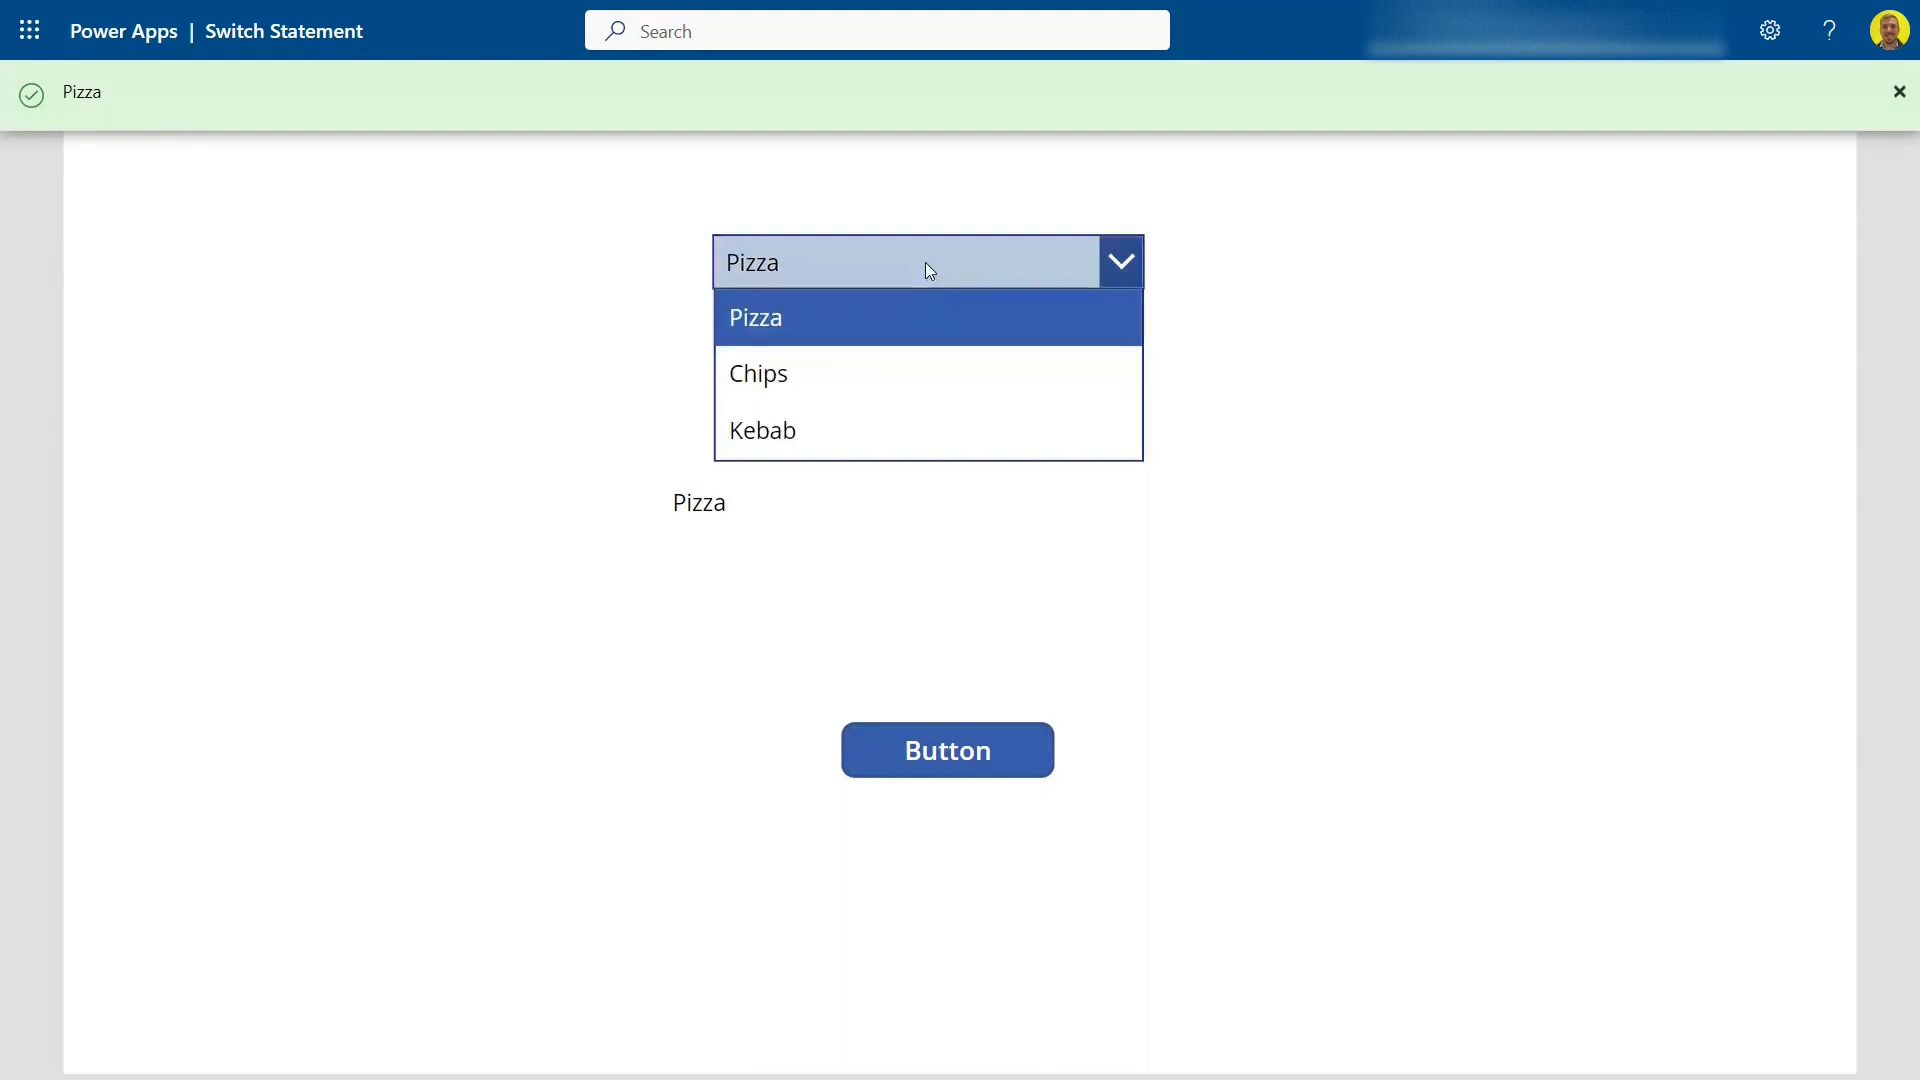 Power Apps | Switch Statement
Search
?
Pizza
Pizza
Pizza
Chips
Kebab
Pizza
Button